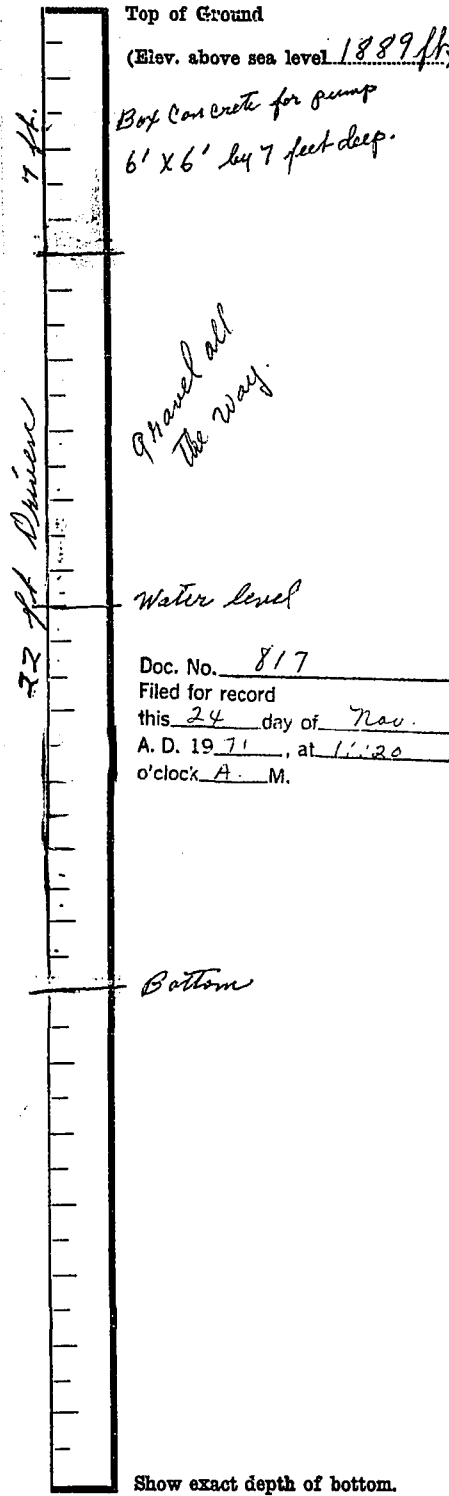 Top of Ground
(Elev. above sea level 1889 ft.)
7 ft.
Box Concrete for pump
6' X 6' by 7 feet deep.
gravel all
The way.
22 ft Driven
Water level
Doc. No. 817
Filed for record
this 24 day of Nov.
A. D. 19 71, at 11:20
o'clock A. M.
Bottom
Show exact depth of bottom.